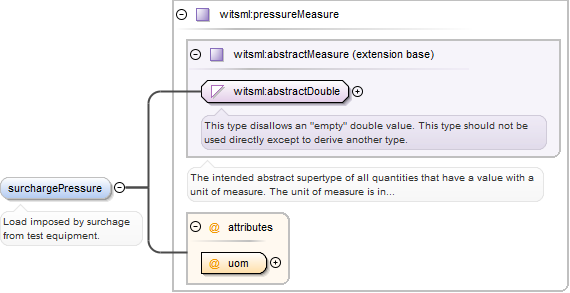 witsml:pressureMeasure
witsml:abstractMeasure (extension base)
witsml:abstractDouble
This type disallows an "empty" double value. This type should not be
used directly except to derive another type.
The intended abstract supertype of all quantities that have a value with a
unit of measure. The unit of measure is in...
surchargePressure
Load imposed by surchage
from test equipment.
@ attributes
@ uom